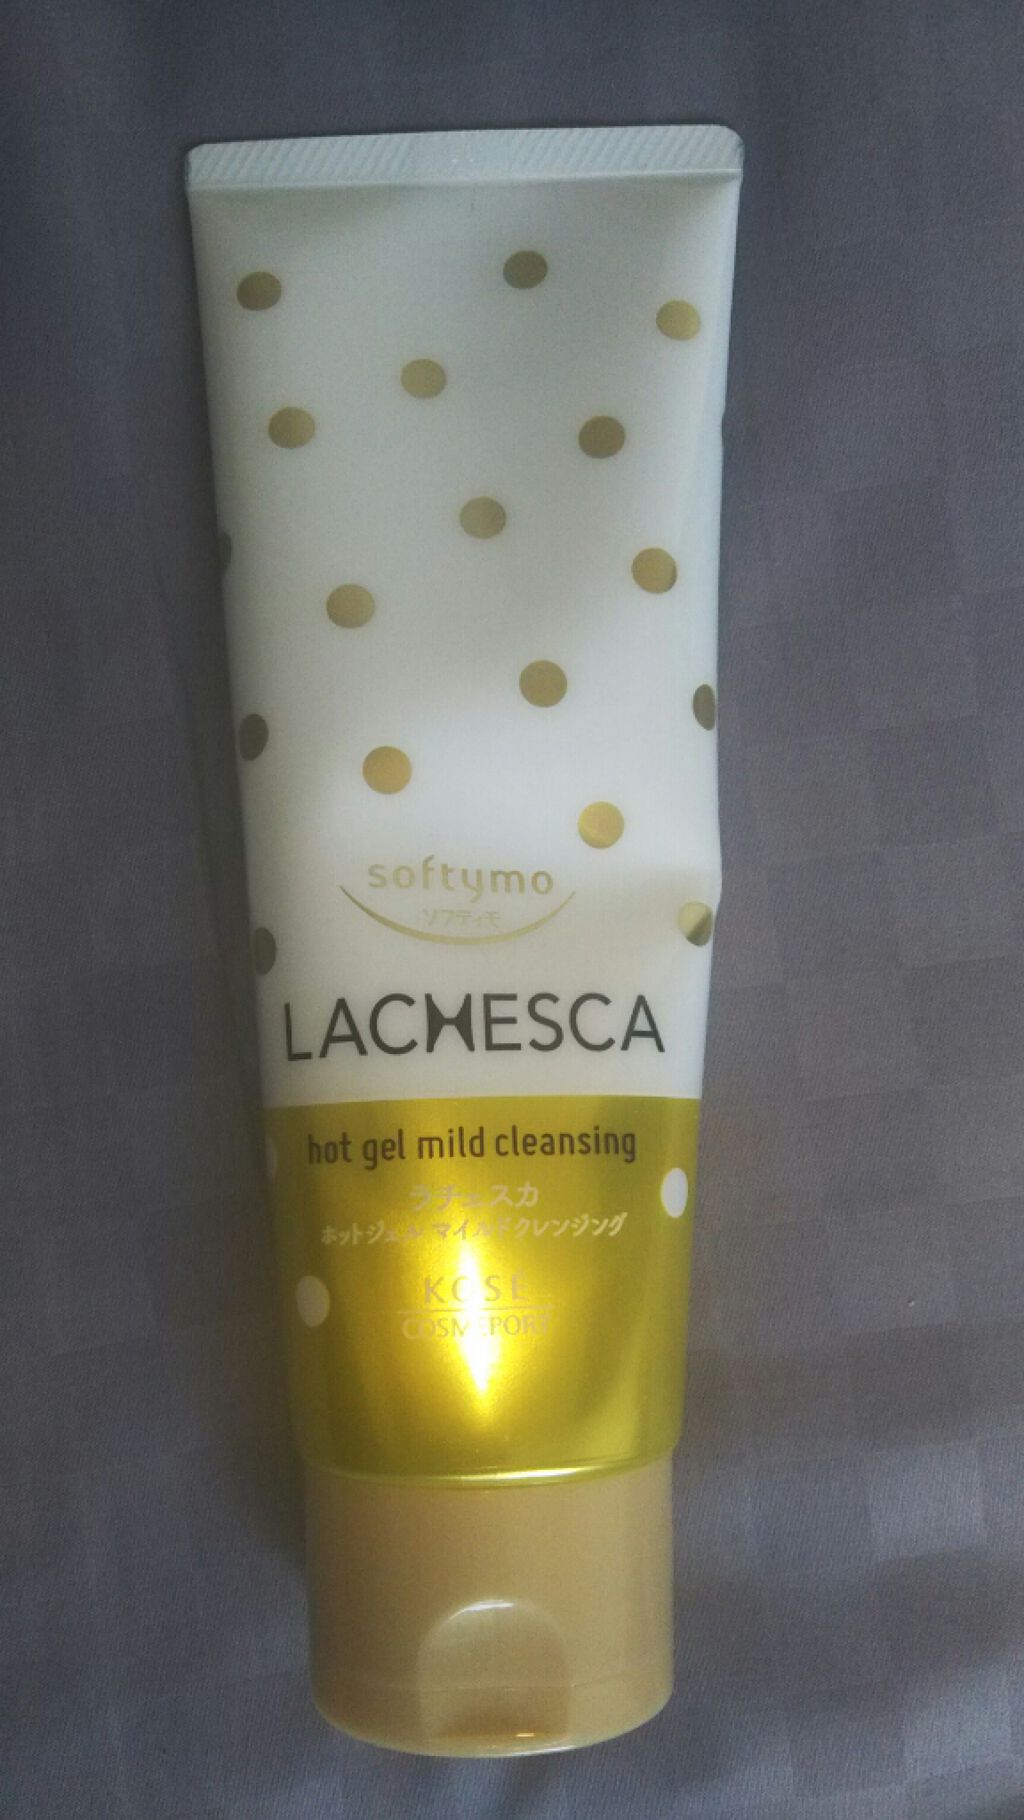 softymo
ソフティモ
LACHESCA
hot gel mild cleansing
ラチェスカ
ホットジェル マイルドクレンジング
KOSÉ
COSMEPORT